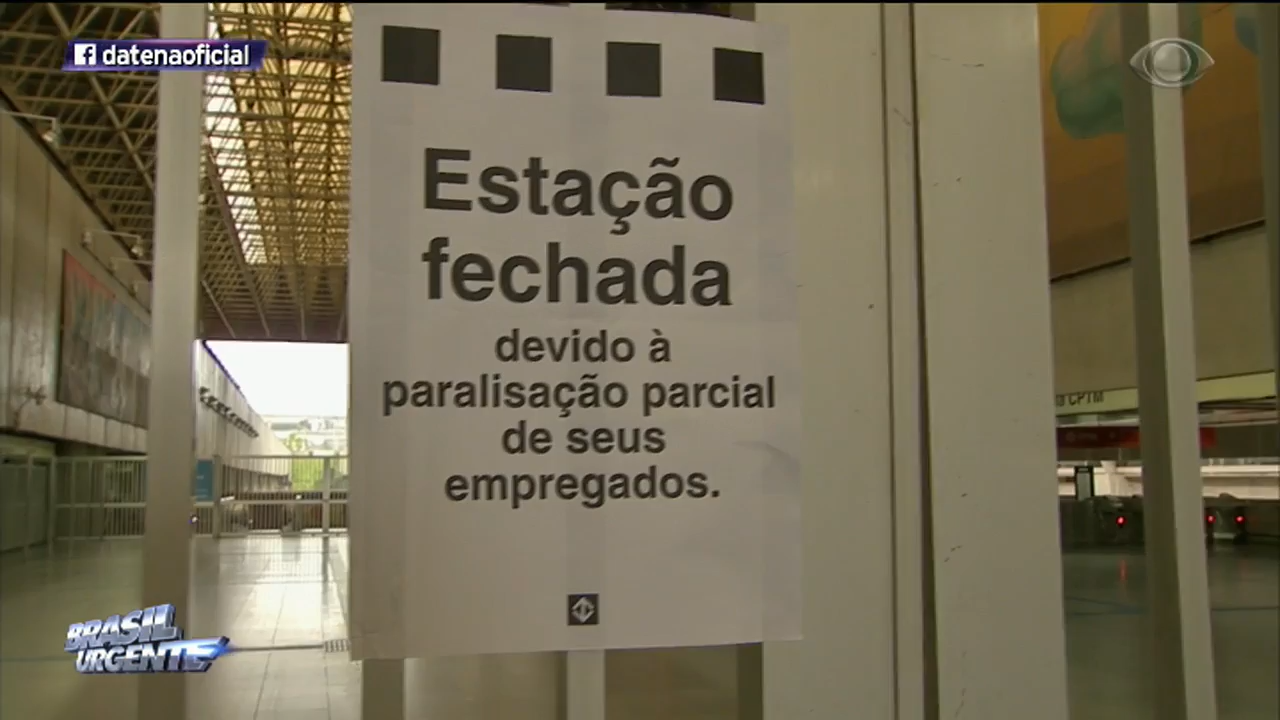 datenaoficial
Estação
fechada
devido à
paralisação parcial
de seus
empregados.
CPTM
BRASIL
URGENTE